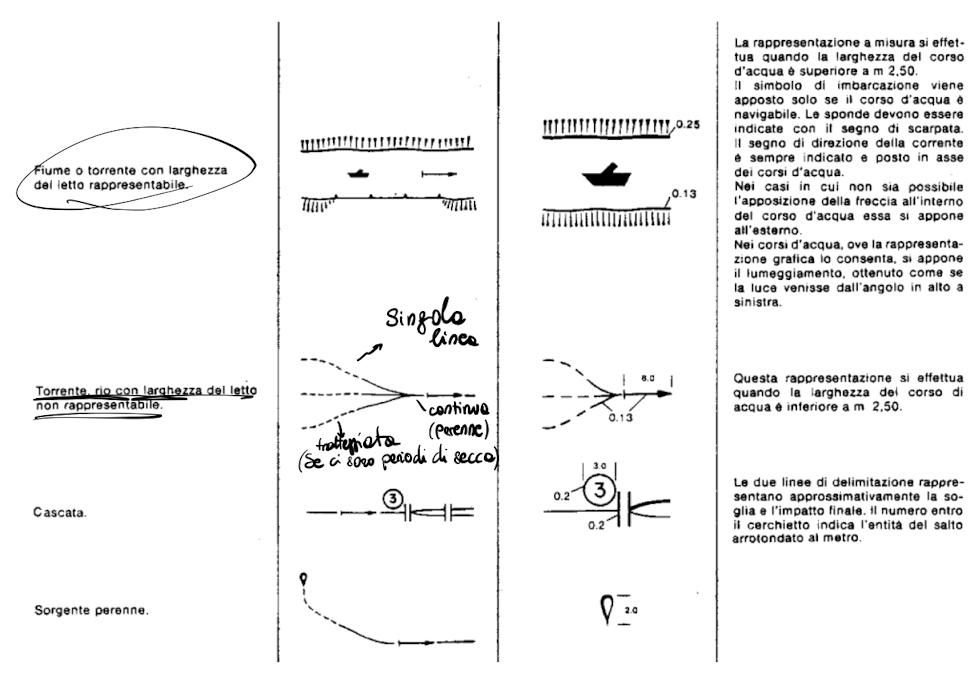 La rappresentazione a misura si effet-
tua quando la larghezza del corso
d'acqua è superiore a m 2,50.
Il simbolo di imbarcazione viene
apposto solo se il corso d'acqua è
navigabile. Le sponde devono essere
indicate con il segno di scarpata.
Il segno di direzione della corrente
è sempre indicato e posto in asse
dei corsi d'acqua.
Nei casi in cui non sia possibile
l'apposizione della freccia all'interno
del corso d'acqua essa si appone
all'esterno.
Nei corsi d'acqua, ove la rappresenta-
zione grafica lo consenta, si appone
il lumeggiamento, ottenuto come se
la luce venisse dall'angolo in alto a
sinistra.
Fiume o torrente con larghezza
del letto rappresentabile.
0.25
0.13
Singola
linea
Torrente, rio con larghezza del letto
non rappresentabile.
continua
(perenne)
tratteggiata
(Se ci sono periodi di secca)
6.0
0.13
Questa rappresentazione si effettua
quando la larghezza del corso di
acqua è inferiore a m 2,50.
Cascata.
3
3.0
0.2
3
0.2
Le due linee di delimitazione rappre-
sentano approssimativamente la so-
glia e l'impatto finale. Il numero entro
il cerchietto indica l'entità del salto
arrotondato al metro.
Sorgente perenne.
2.0